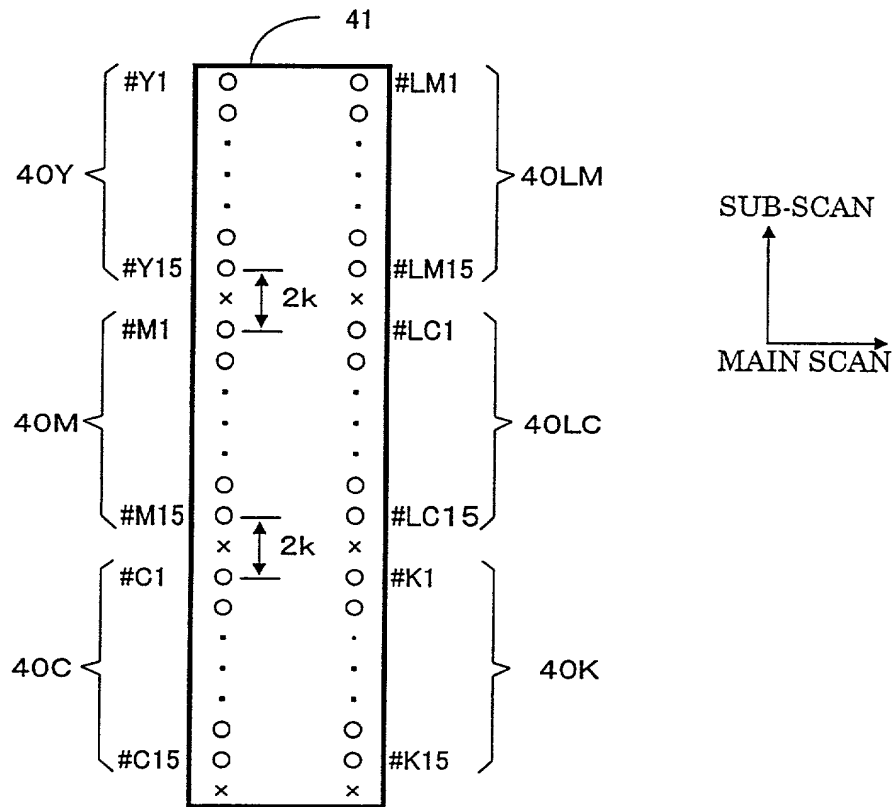 41
#Y1 #LM1
40Y 40LM
SUB-SCAN
#Y15 #LM15
2k
#M1 #LC1
MAIN SCAN
40M 40LC
#M15 #LC15
2k
#C1 #K1
40C 40K
#C15 #K15